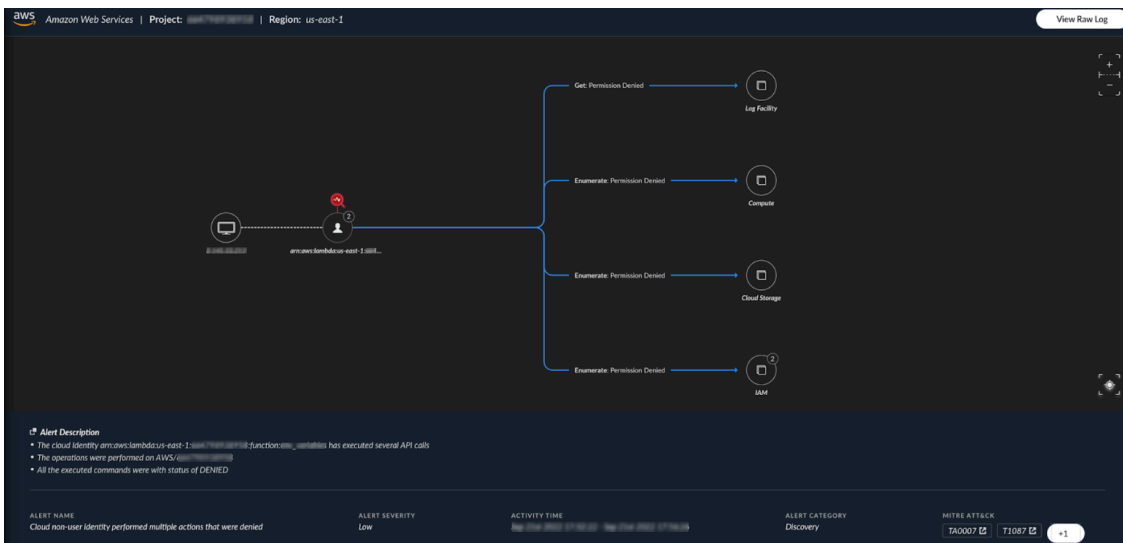 aws Amazon Web Services | Project: | Region: us-east-1
View Raw Log
Get: Permission Denied
Log Facility
Enumerate: Permission Denied
Compute
2
arn:aws:lambda:us-east-1:
Enumerate: Permission Denied
Cloud Storage
Enumerate: Permission Denied
2
IAM
Alert Description
• The cloud Identity arn:aws:lambda:us-east-1: :function: has executed several API calls
• The operations were performed on AWS/
• All the executed commands were with status of DENIED
ALERT NAME
Cloud non-user Identity performed multiple actions that were denied
ALERT SEVERITY
Low
ACTIVITY TIME
ALERT CATEGORY
Discovery
MITRE ATT&CK
TA0007 T1087 +1